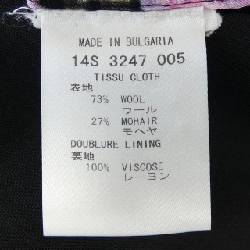 MADE IN BULGARIA
14S 3247 005
TISSU CLOTH
表地
73% WOOL
ウール
27% MOHAIR
モヘヤ
DOUBLURE LINING
裏地
100% VISCOSE
レーヨン